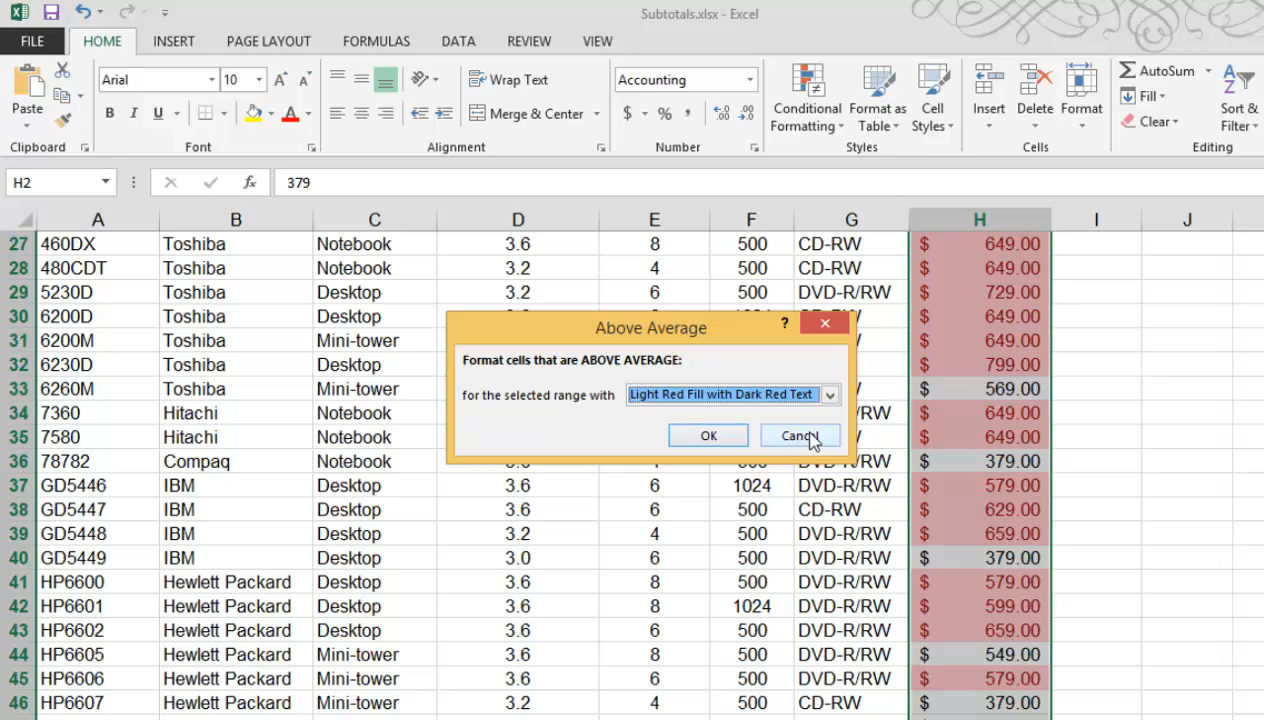 Subtotals.xlsx - Excel
FILE HOME INSERT PAGE LAYOUT FORMULAS DATA REVIEW VIEW
Paste
Clipboard
Arial 10
B I U
Font
Wrap Text
Merge & Center
Alignment
Accounting
$ % ,
Number
Conditional Formatting
Format as Table
Cell Styles
Styles
Insert
Delete
Format
Cells
AutoSum
Fill
Clear
Sort & Filter
Editing
H2 fx 379
A B C D E F G H I J
27 460DX Toshiba Notebook 3.6 8 500 CD-RW $ 649.00
28 480CDT Toshiba Notebook 3.2 4 500 CD-RW $ 649.00
29 5230D Toshiba Desktop 3.2 6 500 DVD-R/RW $ 729.00
30 6200D Toshiba Desktop $ 649.00
31 6200M Toshiba Mini-tower $ 649.00
32 6230D Toshiba Desktop $ 799.00
33 6260M Toshiba Mini-tower $ 569.00
34 7360 Hitachi Notebook /RW $ 649.00
35 7580 Hitachi Notebook /RW $ 649.00
36 78782 Compaq Notebook DVD-R/RW $ 379.00
37 GD5446 IBM Desktop 3.6 6 1024 DVD-R/RW $ 579.00
38 GD5447 IBM Desktop 3.6 6 500 CD-RW $ 629.00
39 GD5448 IBM Desktop 3.2 4 500 DVD-R/RW $ 659.00
40 GD5449 IBM Desktop 3.0 6 500 DVD-R/RW $ 379.00
41 HP6600 Hewlett Packard Desktop 3.6 8 500 DVD-R/RW $ 579.00
42 HP6601 Hewlett Packard Desktop 3.6 8 1024 DVD-R/RW $ 599.00
43 HP6602 Hewlett Packard Desktop 3.6 6 500 DVD-R/RW $ 659.00
44 HP6605 Hewlett Packard Mini-tower 3.6 8 500 DVD-R/RW $ 549.00
45 HP6606 Hewlett Packard Mini-tower 3.6 6 500 DVD-R/RW $ 579.00
46 HP6607 Hewlett Packard Mini-tower 3.2 4 500 CD-RW $ 379.00
Above Average ?
Format cells that are ABOVE AVERAGE:
for the selected range with Light Red Fill with Dark Red Text
OK Cancel